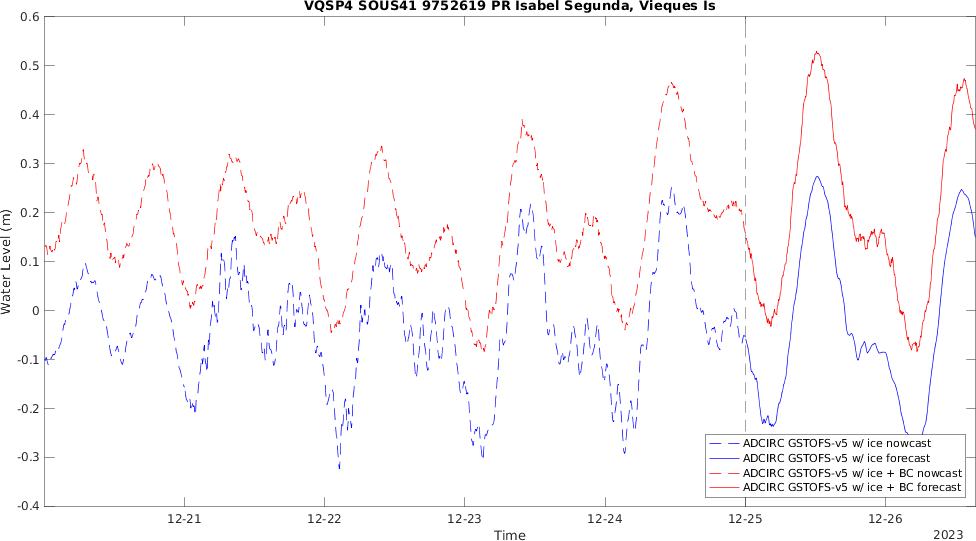 VQSP4 SOUS41 9752619 PR Isabel Segunda, Vieques Is
0.6
0.5
0.4
0.3
0.2
0.1
0
-0.1
-0.2
-0.3
-0.4
Water Level (m)
12-21
12-22
12-23
12-24
12-25
12-26
Time
2023
ADCIRC GSTOFS-v5 w/ ice nowcast
ADCIRC GSTOFS-v5 w/ ice forecast
ADCIRC GSTOFS-v5 w/ ice + BC nowcast
ADCIRC GSTOFS-v5 w/ ice + BC forecast